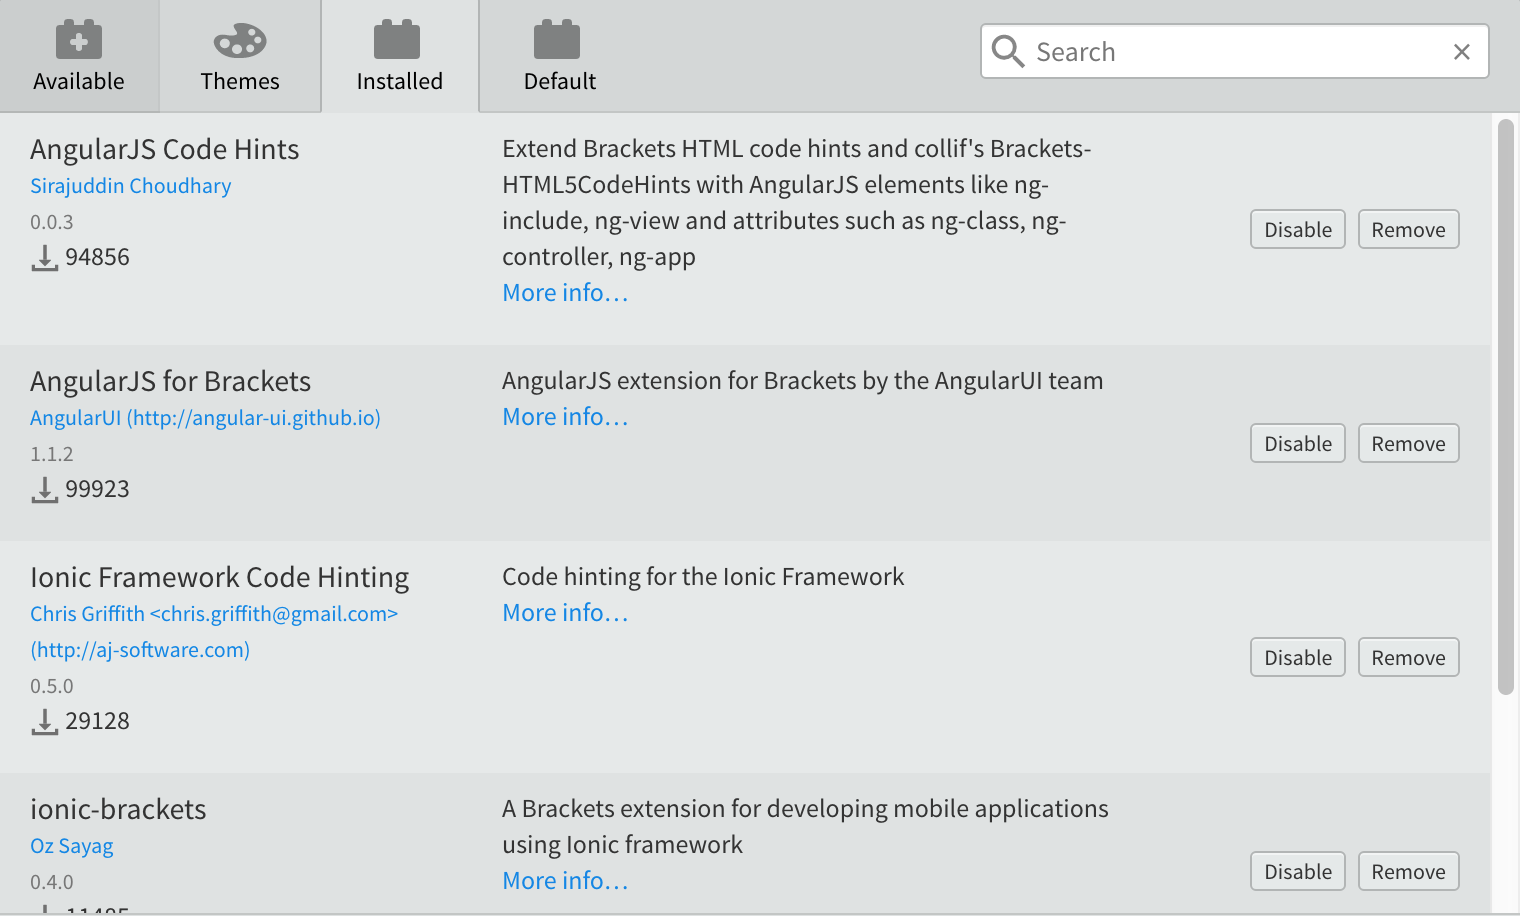 Available
Themes
Installed
Default
Search
AngularJS Code Hints
Sirajuddin Choudhary
0.0.3
94856
Extend Brackets HTML code hints and collif's Brackets-
HTML5CodeHints with AngularJS elements like ng-
include, ng-view and attributes such as ng-class, ng-
controller, ng-app
More info...
Disable
Remove
AngularJS for Brackets
AngularUI (http://angular-ui.github.io)
1.1.2
99923
AngularJS extension for Brackets by the AngularUI team
More info...
Disable
Remove
Ionic Framework Code Hinting
Chris Griffith <chris.griffith@gmail.com>
(http://aj-software.com)
0.5.0
29128
Code hinting for the Ionic Framework
More info...
Disable
Remove
ionic-brackets
Oz Sayag
0.4.0
A Brackets extension for developing mobile applications
using Ionic framework
More info...
Disable
Remove